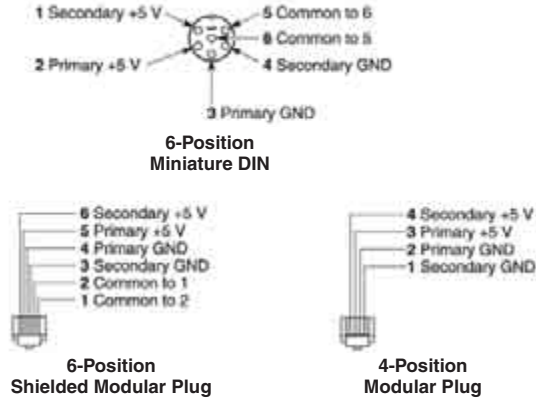 1 Secondary +5 V
5 Common to 6
6 Common to 5
2 Primary +5 V
4 Secondary GND
3 Primary GND
6-Position
Miniature DIN
6 Secondary +5 V
5 Primary +5 V
4 Primary GND
3 Secondary GND
2 Common to 1
1 Common to 2
6-Position
Shielded Modular Plug
4 Secondary +5 V
3 Primary +5 V
2 Primary GND
1 Secondary GND
4-Position
Modular Plug